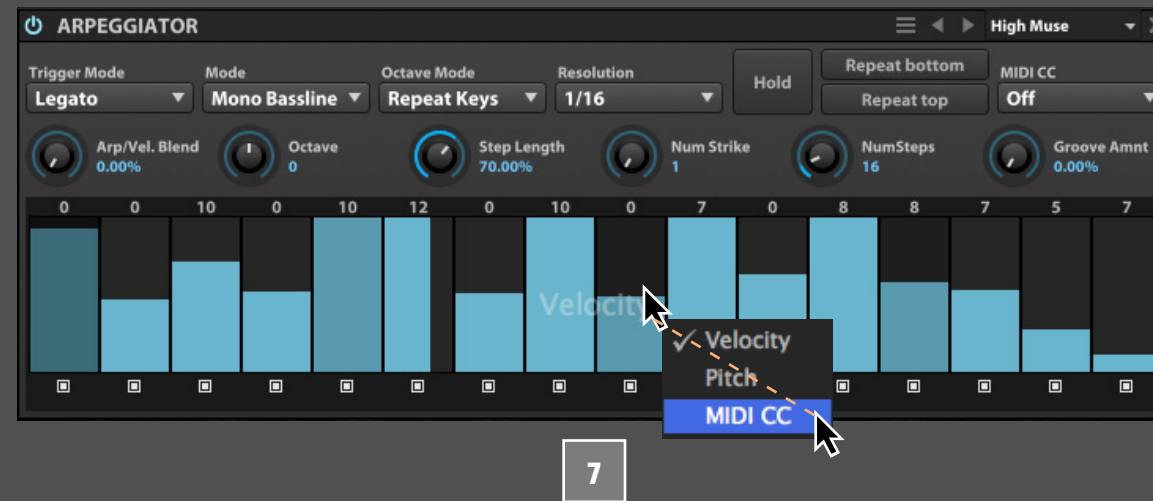 ARPEGGIATOR High Muse
Trigger Mode Mode Octave Mode Resolution Hold Repeat bottom MIDI CC
Legato Mono Bassline Repeat Keys 1/16 Repeat top Off
Arp/Vel. Blend Octave Step Length Num Strike NumSteps Groove Amnt
0.00% 0 70.00% 1 16 0.00%
0 0 10 0 10 12 0 10 0 7 0 8 8 7 5 7
Velocity
Velocity
Pitch
MIDI CC
7